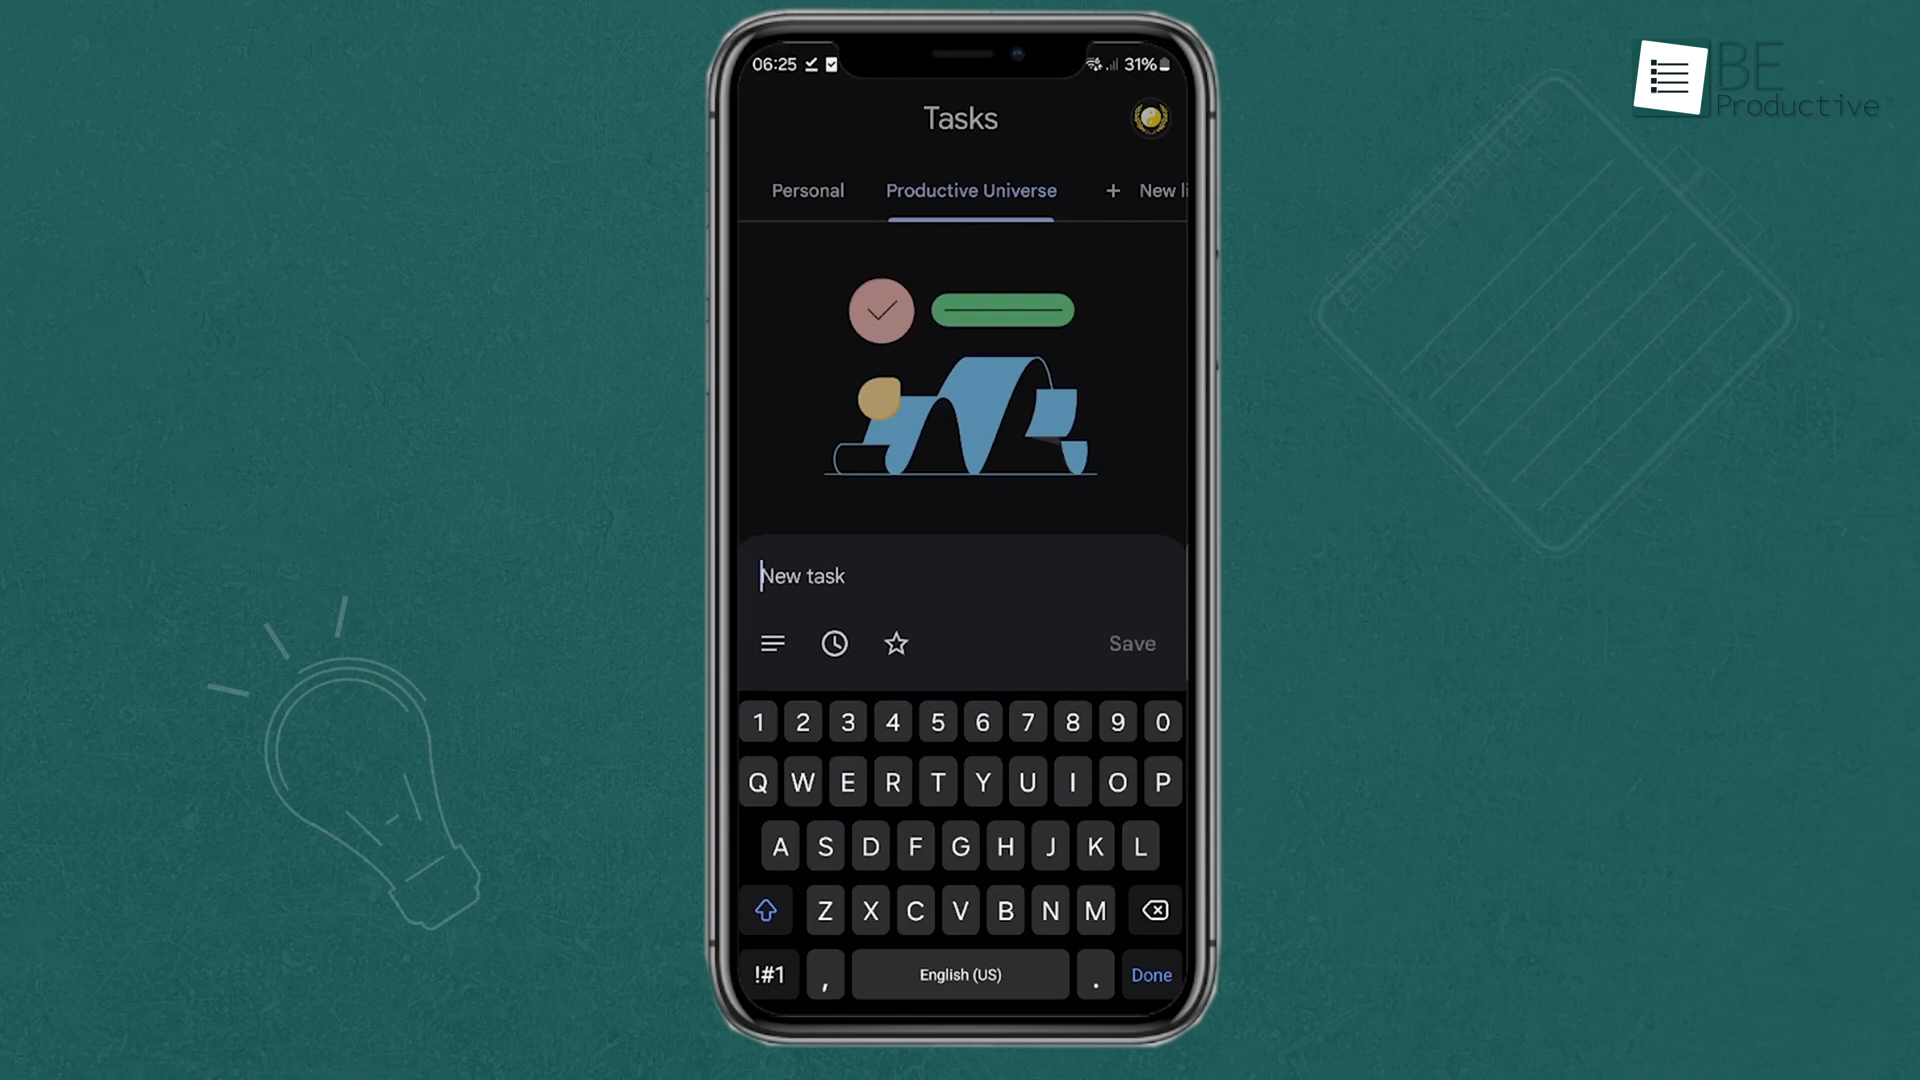 BE
Productive
06:25
31%
Tasks
Personal
Productive Universe
+ New li
New task
Save
1 2 3 4 5 6 7 8 9 0
Q W E R T Y U I O P
A S D F G H J K L
Z X C V B N M
!#1 , English (US) . Done